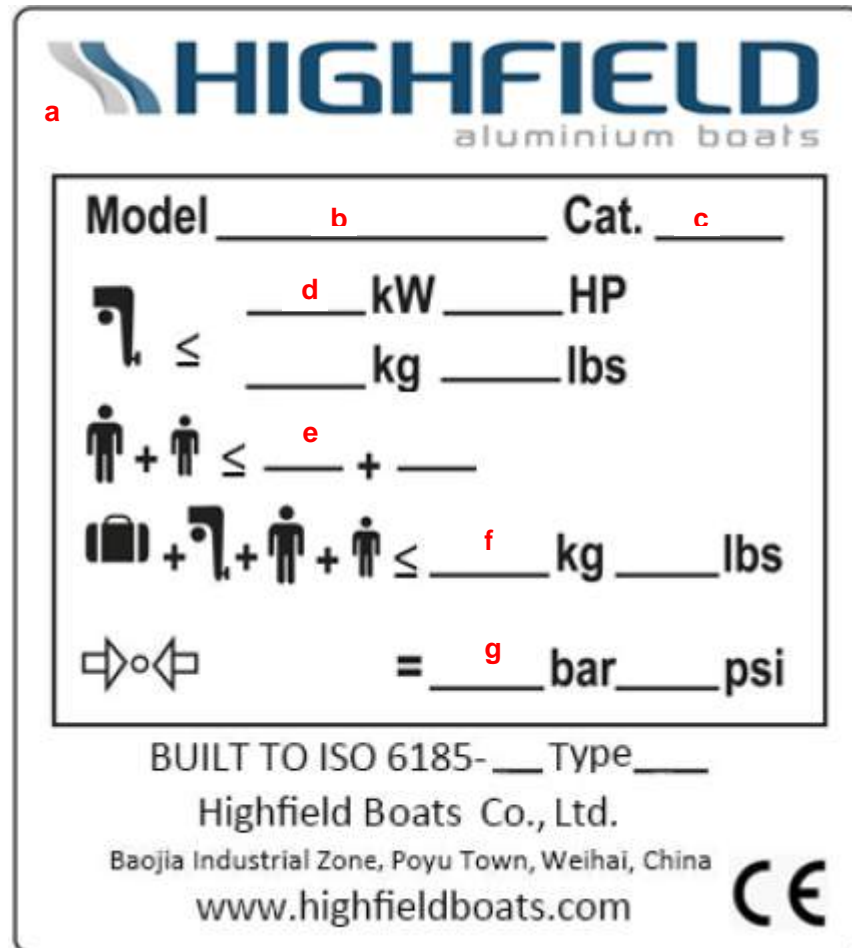 HIGHFIELD
a
aluminium boats
Model b Cat. c
d kW HP
≤
kg lbs
e
+ ≤ +
f
+ + + ≤ kg lbs
g
= bar psi
BUILT TO ISO 6185- Type
Highfield Boats Co., Ltd.
Baojia Industrial Zone, Poyu Town, Weihai, China
www.highfieldboats.com
CE